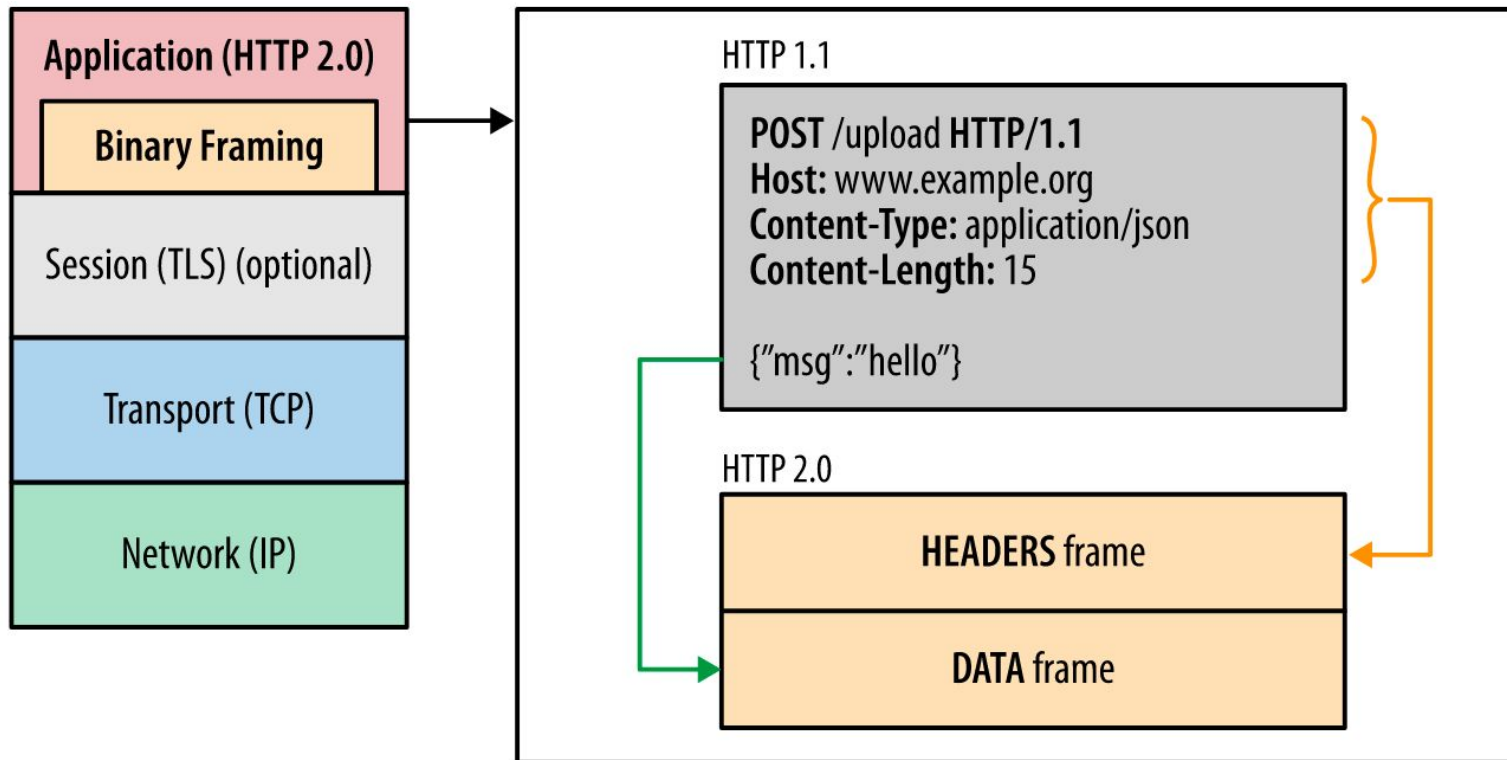 Application (HTTP 2.0)
Binary Framing
Session (TLS) (optional)
Transport (TCP)
Network (IP)
HTTP 1.1
POST /upload HTTP/1.1
Host: www.example.org
Content-Type: application/json
Content-Length: 15
{”msg”:”hello”}
HTTP 2.0
HEADERS frame
DATA frame